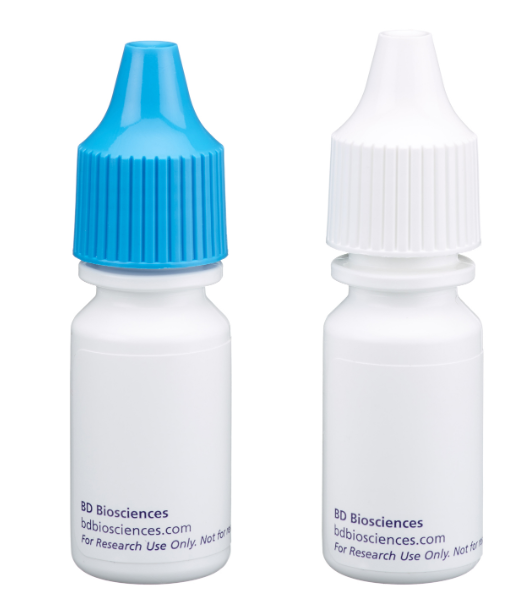 BD Biosciences
bdbiosciences.com
For Research Use Only. Not for
BD Biosciences
bdbiosciences.com
For Research Use Only. Not for